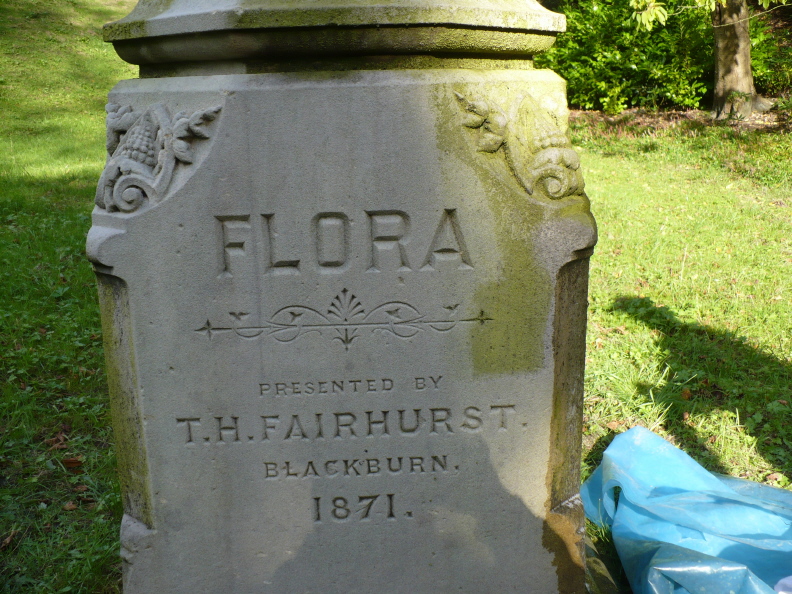 FLORA
PRESENTED BY
T.H. FAIRHURST.
BLACKBURN.
1871.